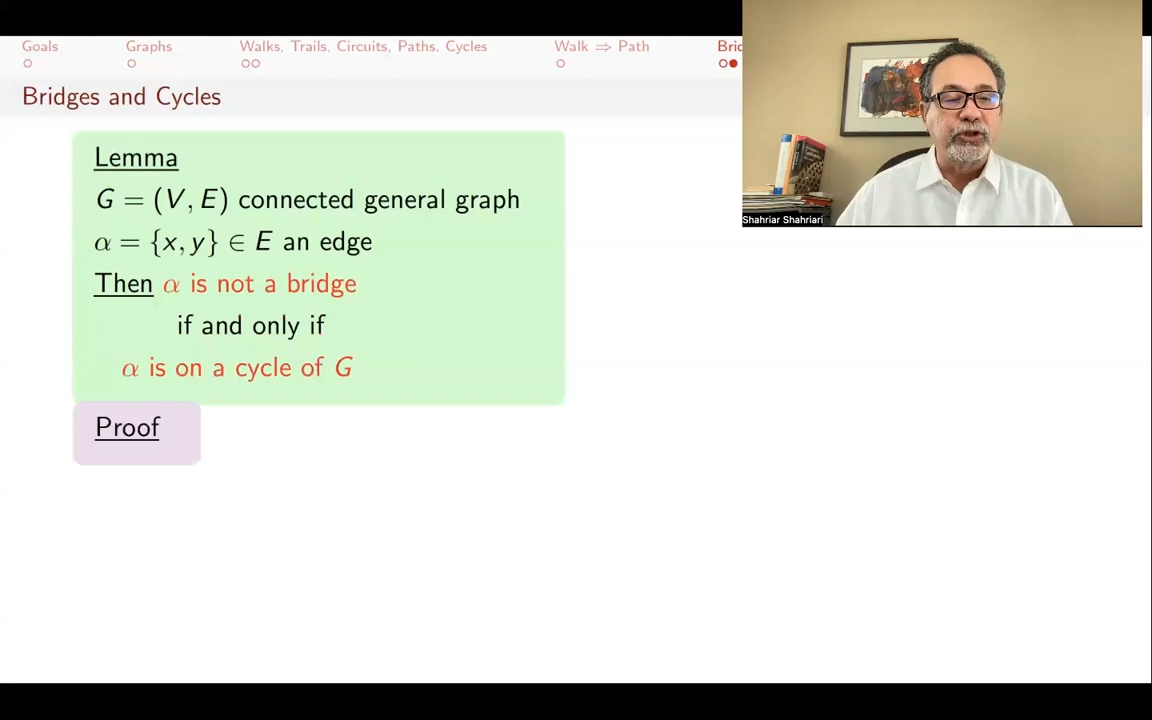 Goals
Graphs
Walks, Trails, Circuits, Paths, Cycles
Walk ⇒ Path
Bridges and Cycles
Lemma
G = (V, E) connected general graph
α = {x, y} ∈ E an edge
Then α is not a bridge
if and only if
α is on a cycle of G
Proof
Shahriar Shahriari